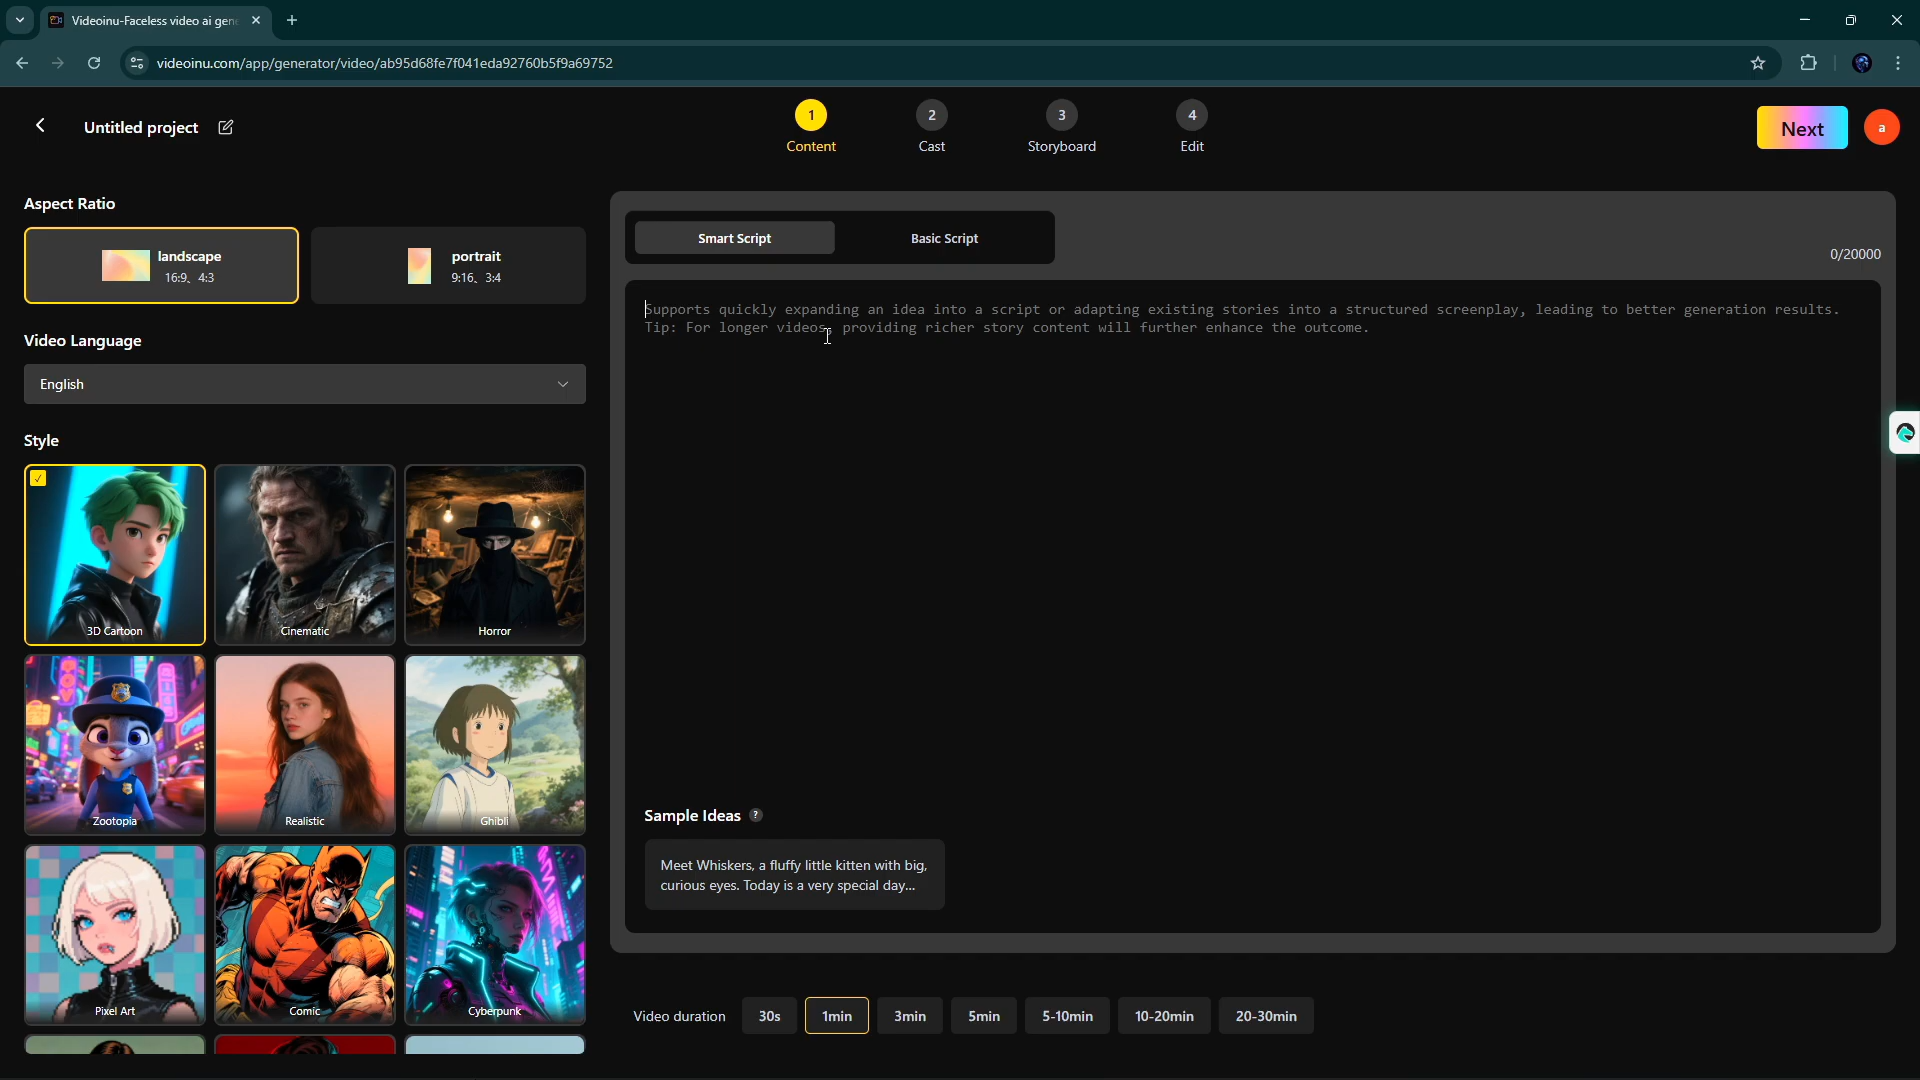 Videoinu-Faceless video ai gen
videoinu.com/app/generator/video/ab95d68fe7f041eda92760b5f9a69752
Untitled project
1
Content
2
Cast
3
Storyboard
4
Edit
Next
a
Aspect Ratio
landscape
16:9、4:3
portrait
9:16、3:4
Video Language
English
Style
3D Cartoon
Cinematic
Horror
Zootopia
Realistic
Ghibli
Pixel Art
Comic
Cyberpunk
Smart Script
Basic Script
0/20000
Supports quickly expanding an idea into a script or adapting existing stories into a structured screenplay, leading to better generation results.
Tip: For longer videos, providing richer story content will further enhance the outcome.
Sample Ideas ?
Meet Whiskers, a fluffy little kitten with big,
curious eyes. Today is a very special day...
Video duration
30s
1min
3min
5min
5-10min
10-20min
20-30min